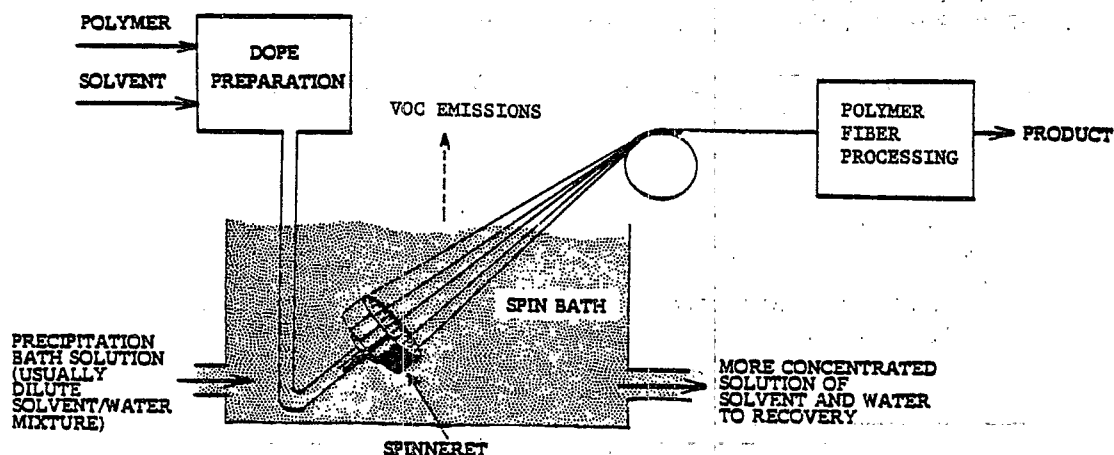 POLYMER
SOLVENT
DOPE
PREPARATION
VOC EMISSIONS
POLYMER
FIBER
PROCESSING
PRODUCT
SPIN BATH
PRECIPITATION
BATH SOLUTION
(USUALLY
DILUTE
SOLVENT/WATER
MIXTURE)
MORE CONCENTRATED
SOLUTION OF
SOLVENT AND WATER
TO RECOVERY
SPINNERET